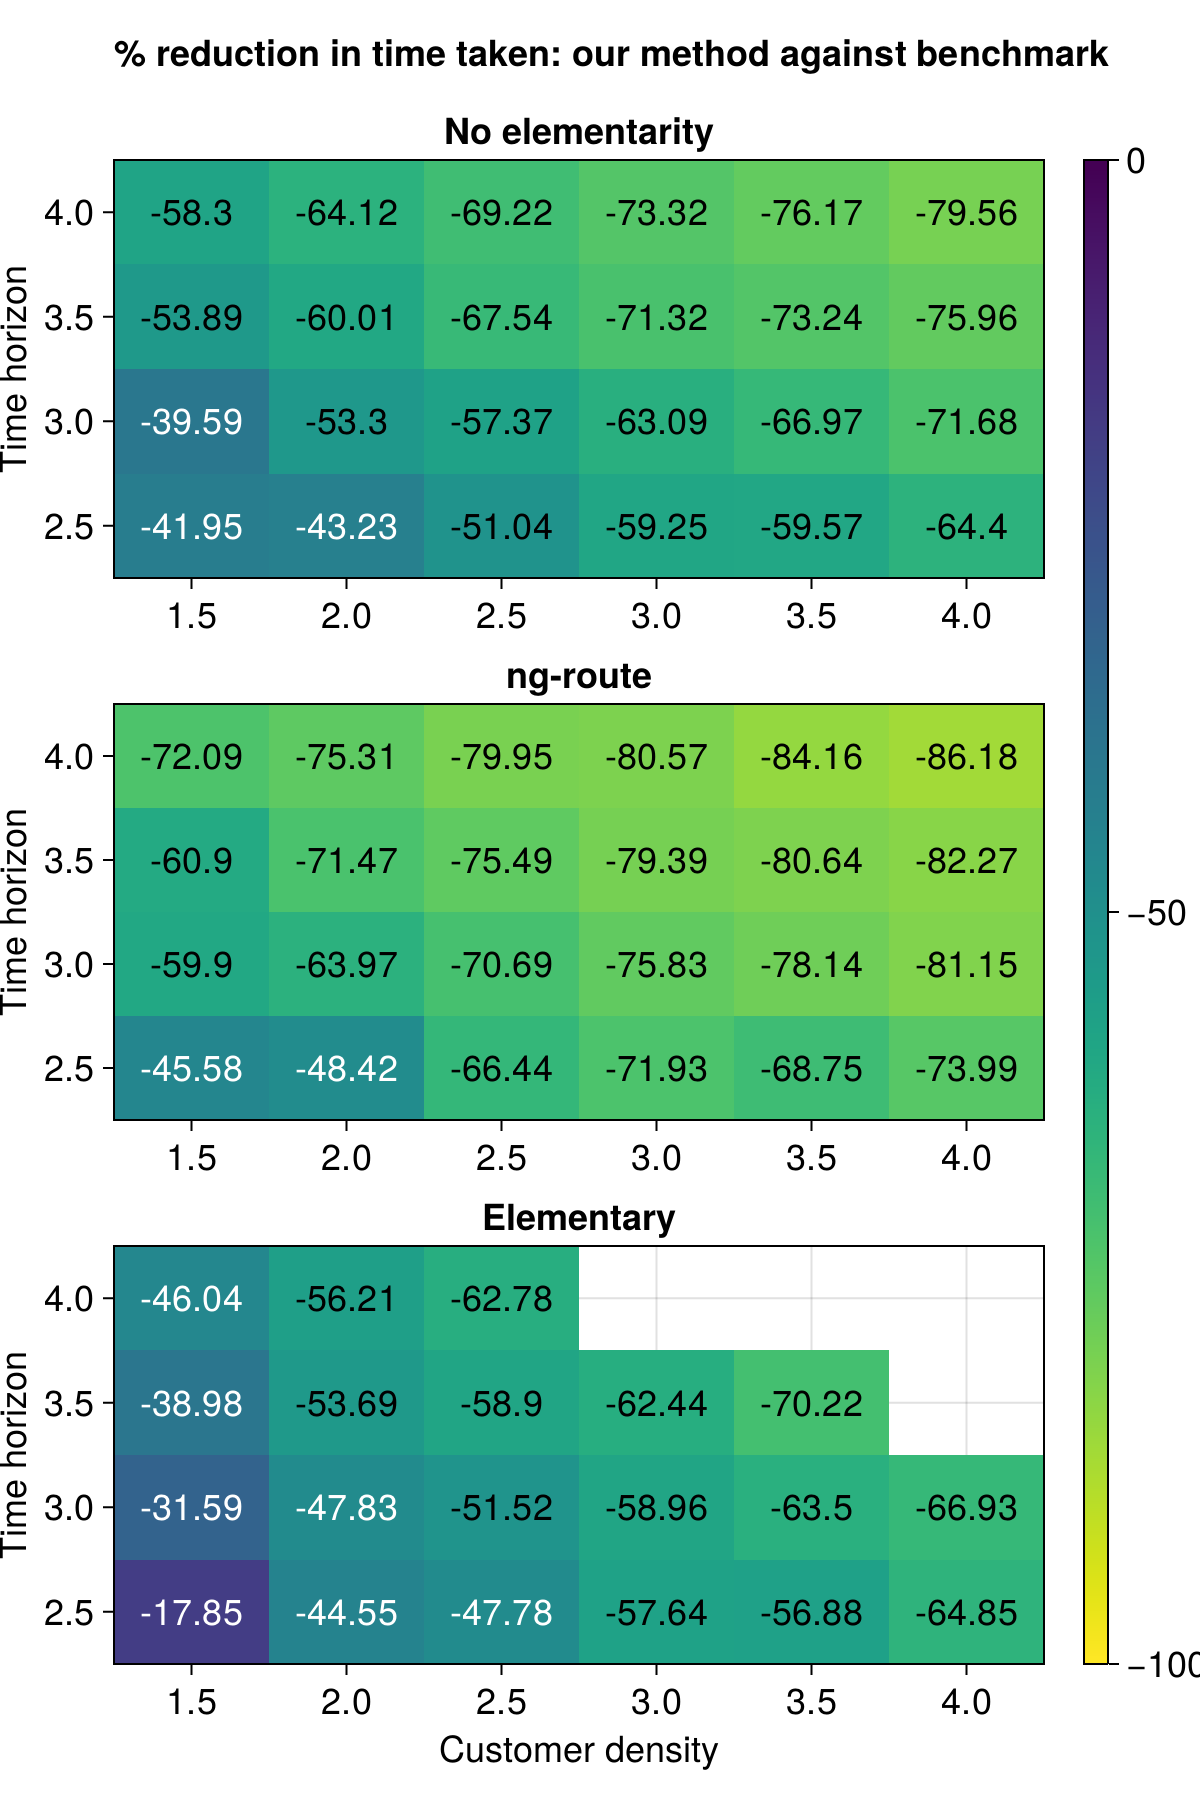 % reduction in time taken: our method against benchmark
No elementarity
Time horizon
4.0 -58.3 -64.12 -69.22 -73.32 -76.17 -79.56
3.5 -53.89 -60.01 -67.54 -71.32 -73.24 -75.96
3.0 -39.59 -53.3 -57.37 -63.09 -66.97 -71.68
2.5 -41.95 -43.23 -51.04 -59.25 -59.57 -64.4
1.5 2.0 2.5 3.0 3.5 4.0
ng-route
Time horizon
4.0 -72.09 -75.31 -79.95 -80.57 -84.16 -86.18
3.5 -60.9 -71.47 -75.49 -79.39 -80.64 -82.27
3.0 -59.9 -63.97 -70.69 -75.83 -78.14 -81.15
2.5 -45.58 -48.42 -66.44 -71.93 -68.75 -73.99
1.5 2.0 2.5 3.0 3.5 4.0
Elementary
Time horizon
4.0 -46.04 -56.21 -62.78
3.5 -38.98 -53.69 -58.9 -62.44 -70.22
3.0 -31.59 -47.83 -51.52 -58.96 -63.5 -66.93
2.5 -17.85 -44.55 -47.78 -57.64 -56.88 -64.85
1.5 2.0 2.5 3.0 3.5 4.0
Customer density
0
−50
−100